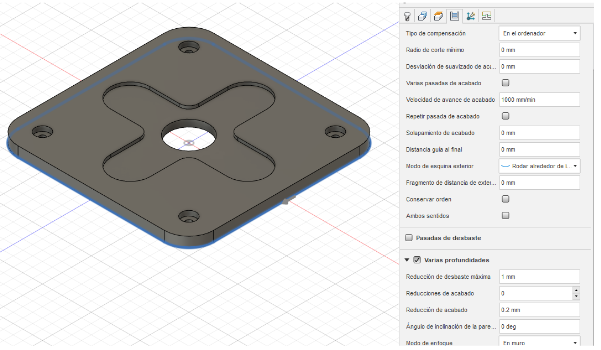 Tipo de compensación
En el ordenador
Radio de corte mínimo
0 mm
Desviación de suavizado de acu...
0 mm
Varias pasadas de acabado
Velocidad de avance de acabado
1000 mm/min
Repetir pasada de acabado
Solapamiento de acabado
0 mm
Distancia guía al final
0 mm
Modo de esquina exterior
Rodar alrededor de l...
Fragmento de distancia de exter...
0 mm
Conservar orden
Ambos sentidos
Pasadas de desbaste
Varias profundidades
Reducción de desbaste máxima
1 mm
Reducciones de acabado
0
Reducción de acabado
0.2 mm
Ángulo de inclinación de la pare...
0 deg
Modo de enfoque
En muro